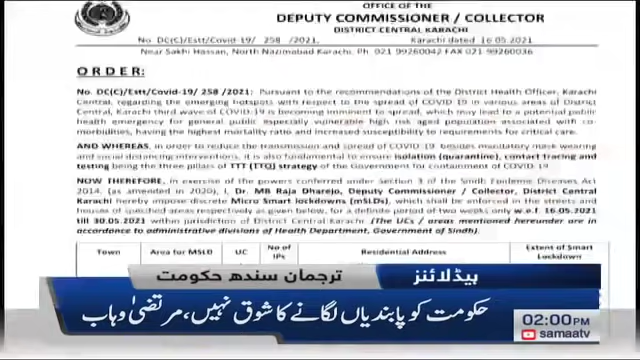 OFFICE OF THE
DEPUTY COMMISSIONER / COLLECTOR
DISTRICT CENTRAL KARACHI
No. DC(C)/Estt/Covid-19/ 258 /2021, Karachi dated 16.05.2021
Near Sakhi Hassan, North Nazimabad Karachi. Ph: 021 99260042 FAX 021 99260036
ORDER:
No. DC(C)/Estt/Covid-19/ 258 /2021: Pursuant to the recommendations of the District Health Officer, Karachi
Central, regarding the emerging hotspots with respect to the spread of COVID 19 in various areas of District
Central, Karachi third wave of COVID-19 is becoming imminent to spread, which may lead to a potential public
health emergency for general public especially vulnerable high risk aged population associated with co-
morbidities, having the highest mortality ratio and increased susceptibility to requirements for critical care.
AND WHEREAS, in order to reduce the transmission and spread of COVID-19 besides mandatory mask wearing
and social distancing interventions, it is also fundamental to ensure isolation (quarantine), contact tracing and
testing being the three pillars of TTT (TTQ) strategy of the Government for containment of COVID-19.
NOW THEREFORE, in exercise of the powers conferred under Section 3 of the Sindh Epidemic Diseases Act
2014, (as amended in 2020), I, Dr. MB Raja Dharejo, Deputy Commissioner / Collector, District Central
Karachi hereby impose discrete Micro Smart lockdowns (mSLDs), which shall be enforced in the streets and
houses of specified areas respectively as given below, for a definite period of two weeks only w.e.f. 16.05.2021
till 30.05.2021 within jurisdiction of District Central Karachi (The UCs / areas mentioned hereunder are in
accordance to administrative divisions of Health Department, Government of Sindh).
Town Area for MSLD UC No of IPs Residential Address Extent of Smart Lockdown
ہیڈلائنز ترجمان سندھ حکومت
حکومت کو پابندیاں لگانے کا شوق نہیں، مرتضیٰ وہاب
02:00PM
samaatv